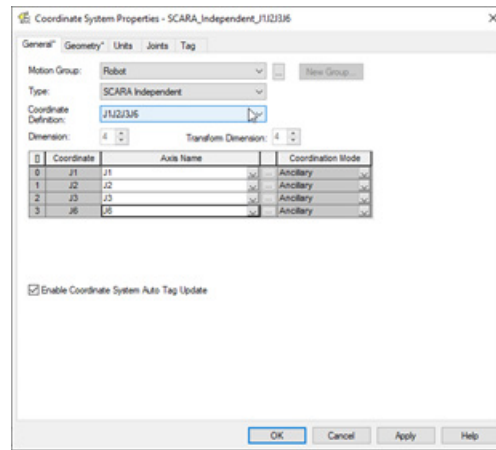 Coordinate System Properties - SCARA_Independent_J1J2J3J6
General* Geometry* Units Joints Tag
Motion Group: Robot ... New Group...
Type: SCARA Independent
Coordinate Definition: J1J2J3J6
Dimension: 4 Transform Dimension: 4
[] Coordinate Axis Name Coordination Mode
0 J1 J1 ... Ancillary
1 J2 J2 ... Ancillary
2 J3 J3 ... Ancillary
3 J6 J6 ... Ancillary
Enable Coordinate System Auto Tag Update
OK Cancel Apply Help